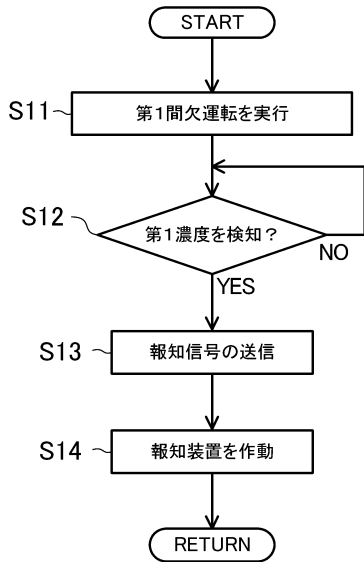 START
S11
第1間欠運転を実行
S12
第1濃度を検知？
NO
YES
S13
報知信号の送信
S14
報知装置を作動
RETURN